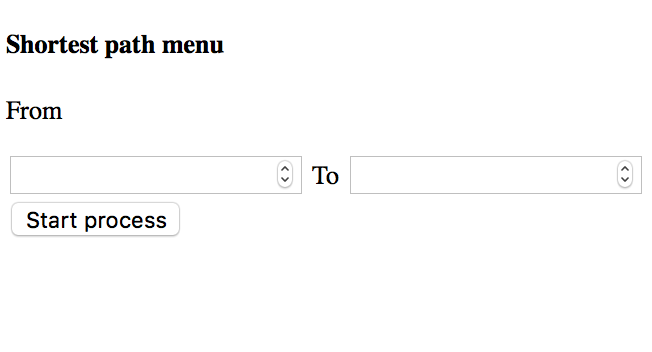 Shortest path menu
From
To
Start process